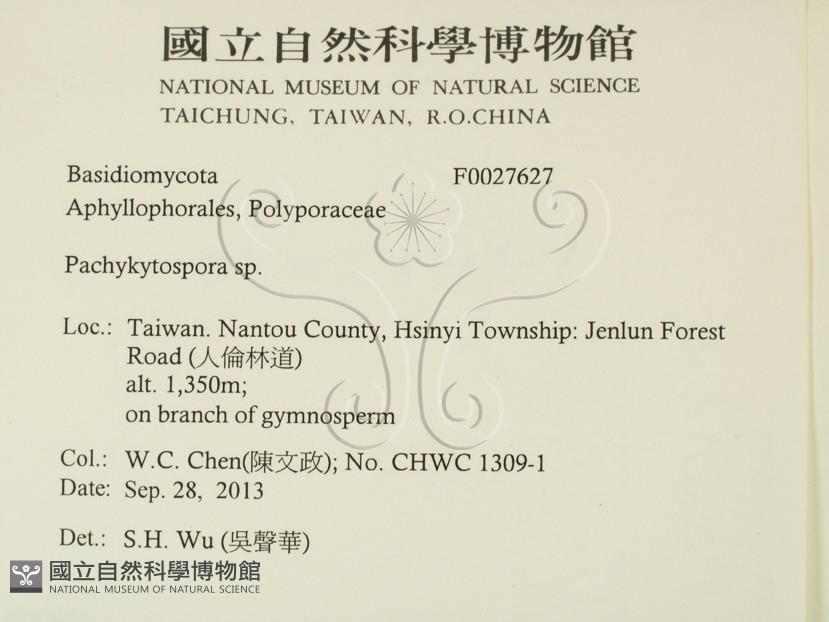 國立自然科學博物館
NATIONAL MUSEUM OF NATURAL SCIENCE
TAICHUNG, TAIWAN, R.O.CHINA
Basidiomycota F0027627
Aphyllophorales, Polyporaceae
Pachykytospora sp.
Loc.: Taiwan. Nantou County, Hsinyi Township: Jenlun Forest
Road (人倫林道)
alt. 1,350m;
on branch of gymnosperm
Col.: W.C. Chen(陳文政); No. CHWC 1309-1
Date: Sep. 28, 2013
Det.: S.H. Wu (吳聲華)
國立自然科學博物館
NATIONAL MUSEUM OF NATURAL SCIENCE